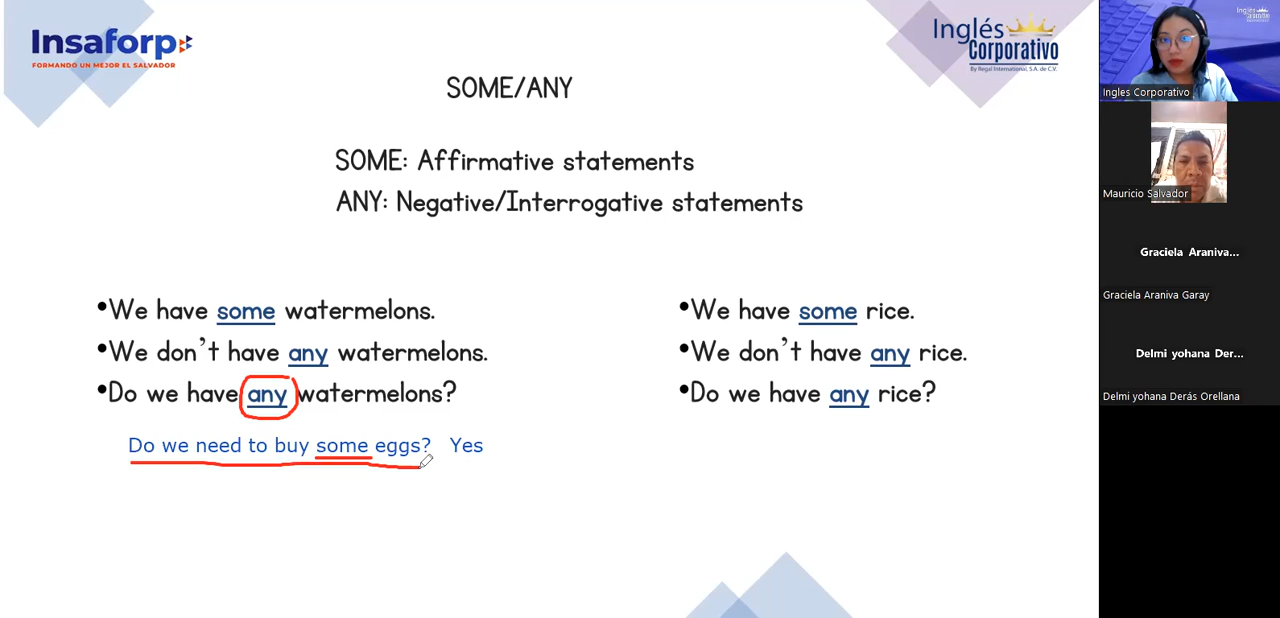 Insaforp
FORMANDO UN MEJOR EL SALVADOR
Inglés
Corporativo
By Regal International, S.A. de C.V.
SOME/ANY
SOME: Affirmative statements
ANY: Negative/Interrogative statements
•We have some watermelons.
•We don't have any watermelons.
•Do we have any watermelons?
Do we need to buy some eggs? Yes
•We have some rice.
•We don't have any rice.
•Do we have any rice?
Inglés
Ingles Corporativo
Mauricio Salvador
Graciela Araniva...
Graciela Araniva Garay
Delmi yohana Der...
Delmi yohana Derás Orellana